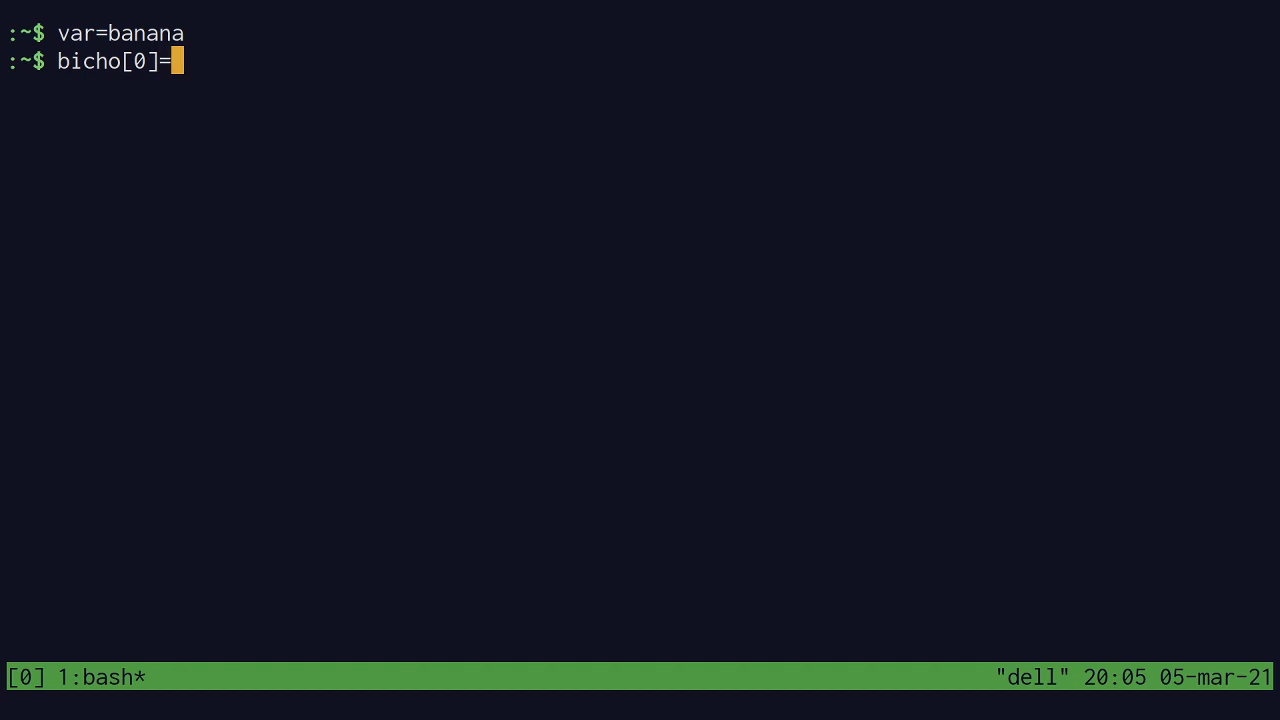 :~$ var=banana
:~$ bicho[0]=
[0] 1:bash* "dell" 20:05 05-mar-21